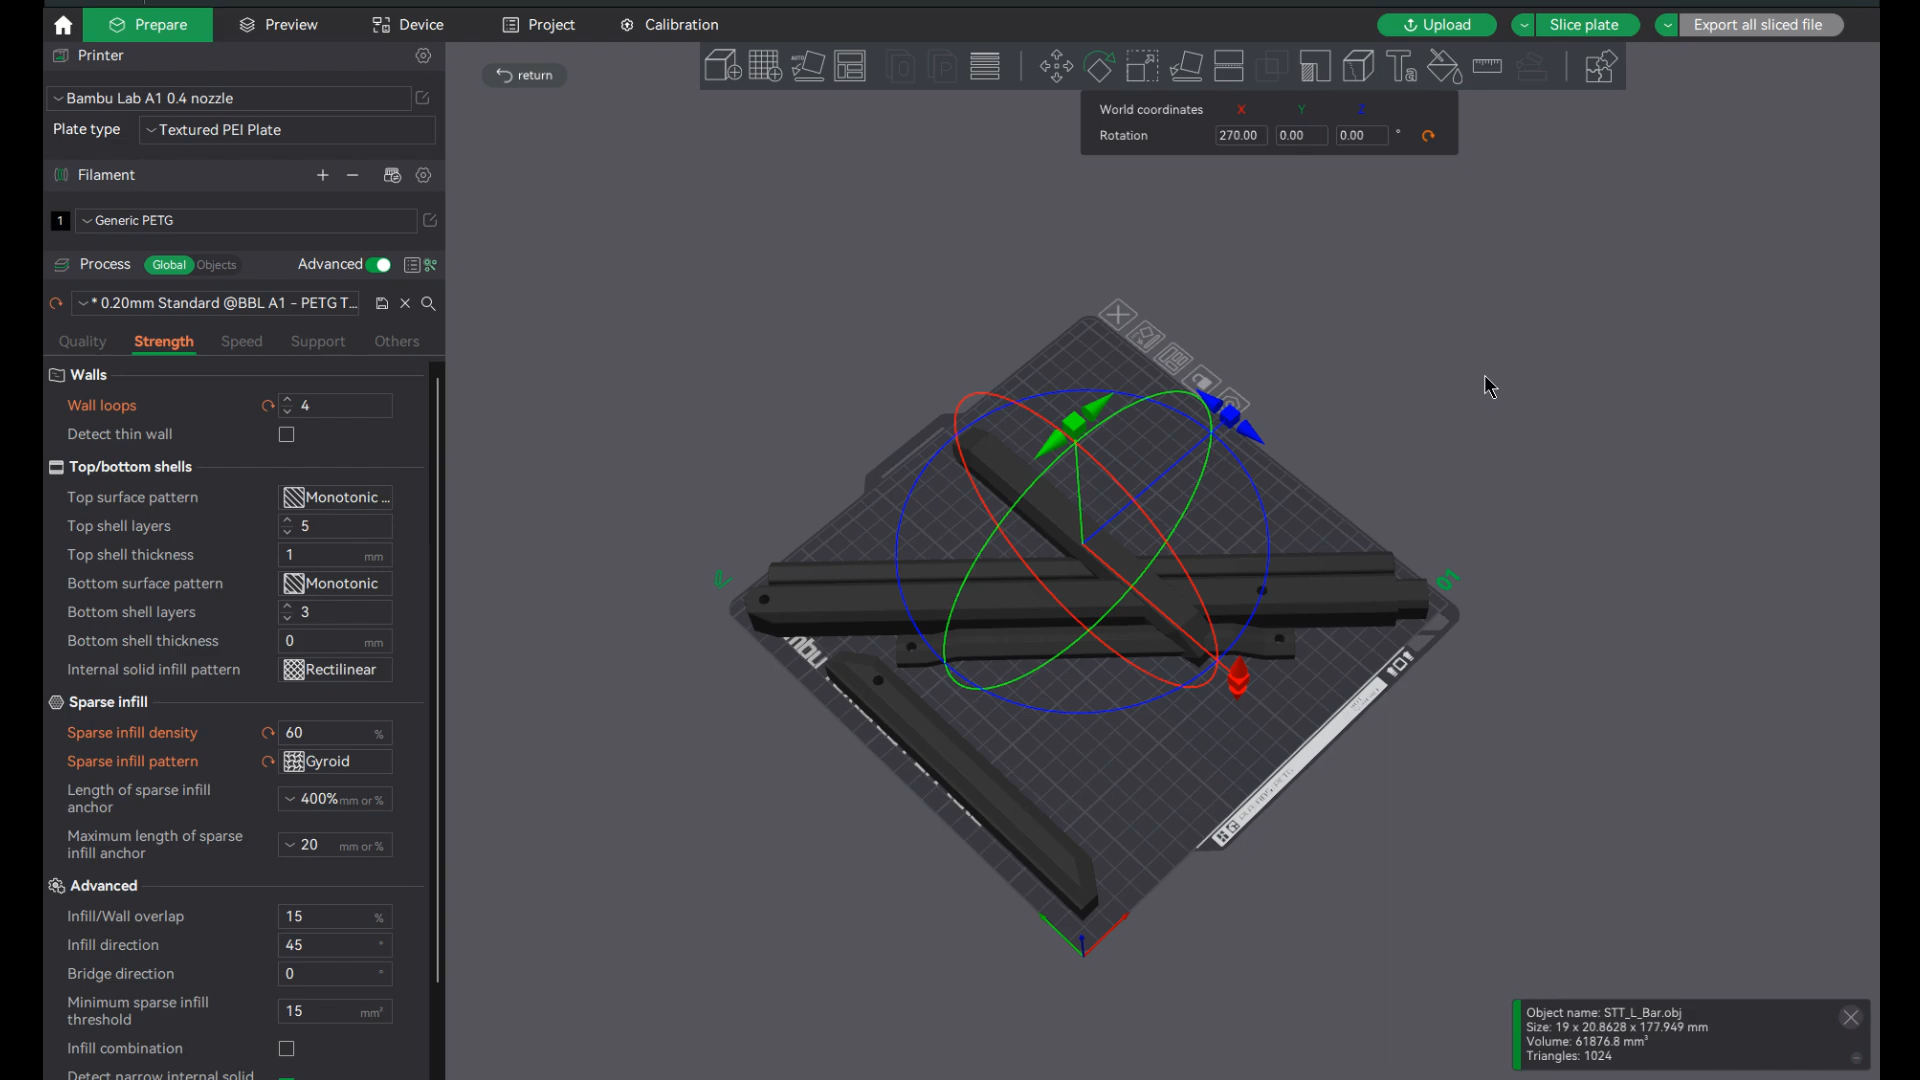 Prepare
Preview
Device
Project
Calibration
Upload
Slice plate
Export all sliced file
Printer
return
Bambu Lab A1 0.4 nozzle
Plate type
Textured PEI Plate
World coordinates X Y Z
Rotation 270.00 0.00 0.00 °
Filament
1 Generic PETG
Process Global Objects Advanced
* 0.20mm Standard @BBL A1 - PETG T...
Quality Strength Speed Support Others
Walls
Wall loops 4
Detect thin wall
Top/bottom shells
Top surface pattern Monotonic ...
Top shell layers 5
Top shell thickness 1 mm
Bottom surface pattern Monotonic
Bottom shell layers 3
Bottom shell thickness 0 mm
Internal solid infill pattern Rectilinear
Sparse infill
Sparse infill density 60 %
Sparse infill pattern Gyroid
Length of sparse infill
anchor 400% mm or %
Maximum length of sparse
infill anchor 20 mm or %
Advanced
Infill/Wall overlap 15 %
Infill direction 45 °
Bridge direction 0 °
Minimum sparse infill
threshold 15 mm²
Infill combination
Detect narrow internal solid
01
Object name: STT_L_Bar.obj
Size: 19 x 20.8628 x 177.949 mm
Volume: 61876.8 mm³
Triangles: 1024